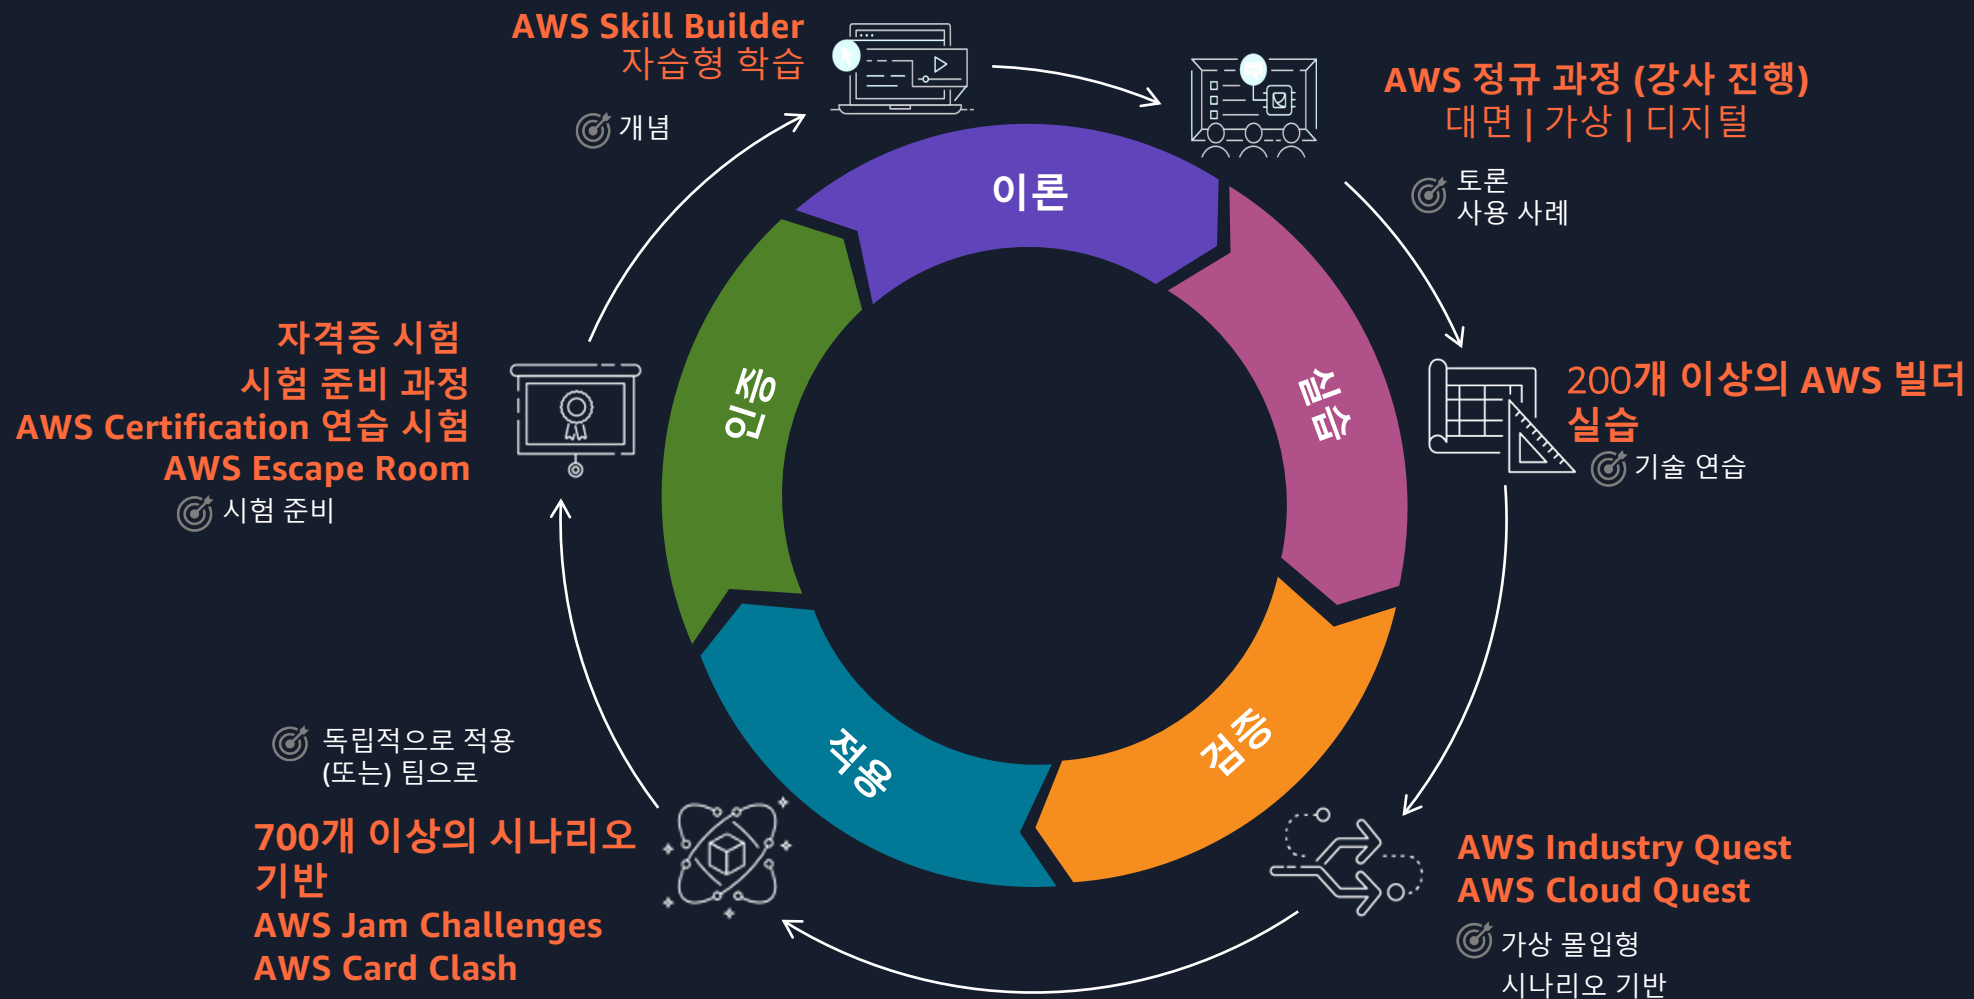 AWS Skill Builder
자습형 학습
개념
AWS 정규 과정 (강사 진행)
대면 | 가상 | 디지털
토론
사용 사례
200개 이상의 AWS 빌더
실습
기술 연습
AWS Industry Quest
AWS Cloud Quest
가상 몰입형
시나리오 기반
독립적으로 적용
(또는) 팀으로
700개 이상의 시나리오
기반
AWS Jam Challenges
AWS Card Clash
자격증 시험
시험 준비 과정
AWS Certification 연습 시험
AWS Escape Room
시험 준비
이론
실습
검증
적용
인증